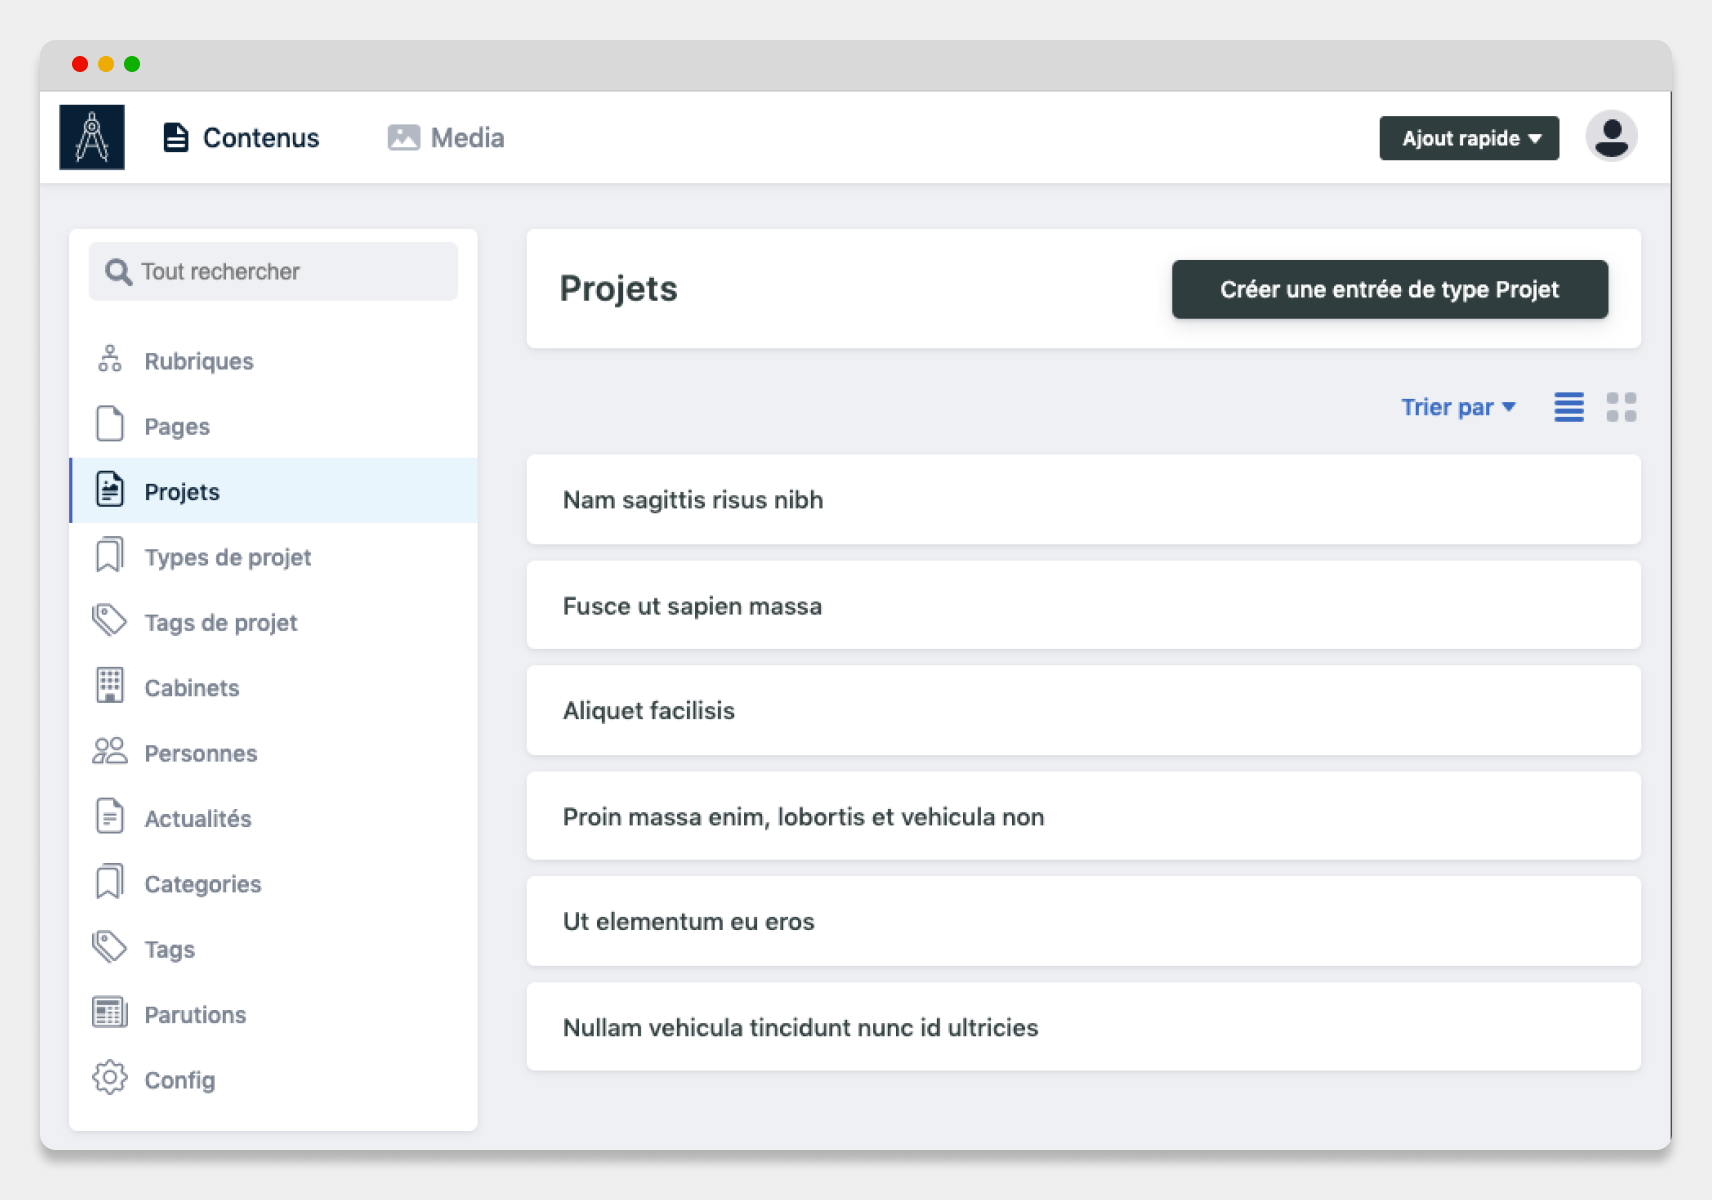 Contenus
Media
Ajout rapide
Tout rechercher
Rubriques
Pages
Projets
Types de projet
Tags de projet
Cabinets
Personnes
Actualités
Categories
Tags
Parutions
Config
Projets
Créer une entrée de type Projet
Trier par
Nam sagittis risus nibh
Fusce ut sapien massa
Aliquet facilisis
Proin massa enim, lobortis et vehicula non
Ut elementum eu eros
Nullam vehicula tincidunt nunc id ultricies